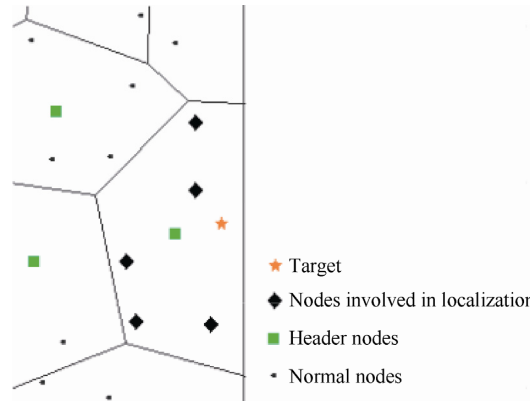 Target
Nodes involved in localization
Header nodes
Normal nodes